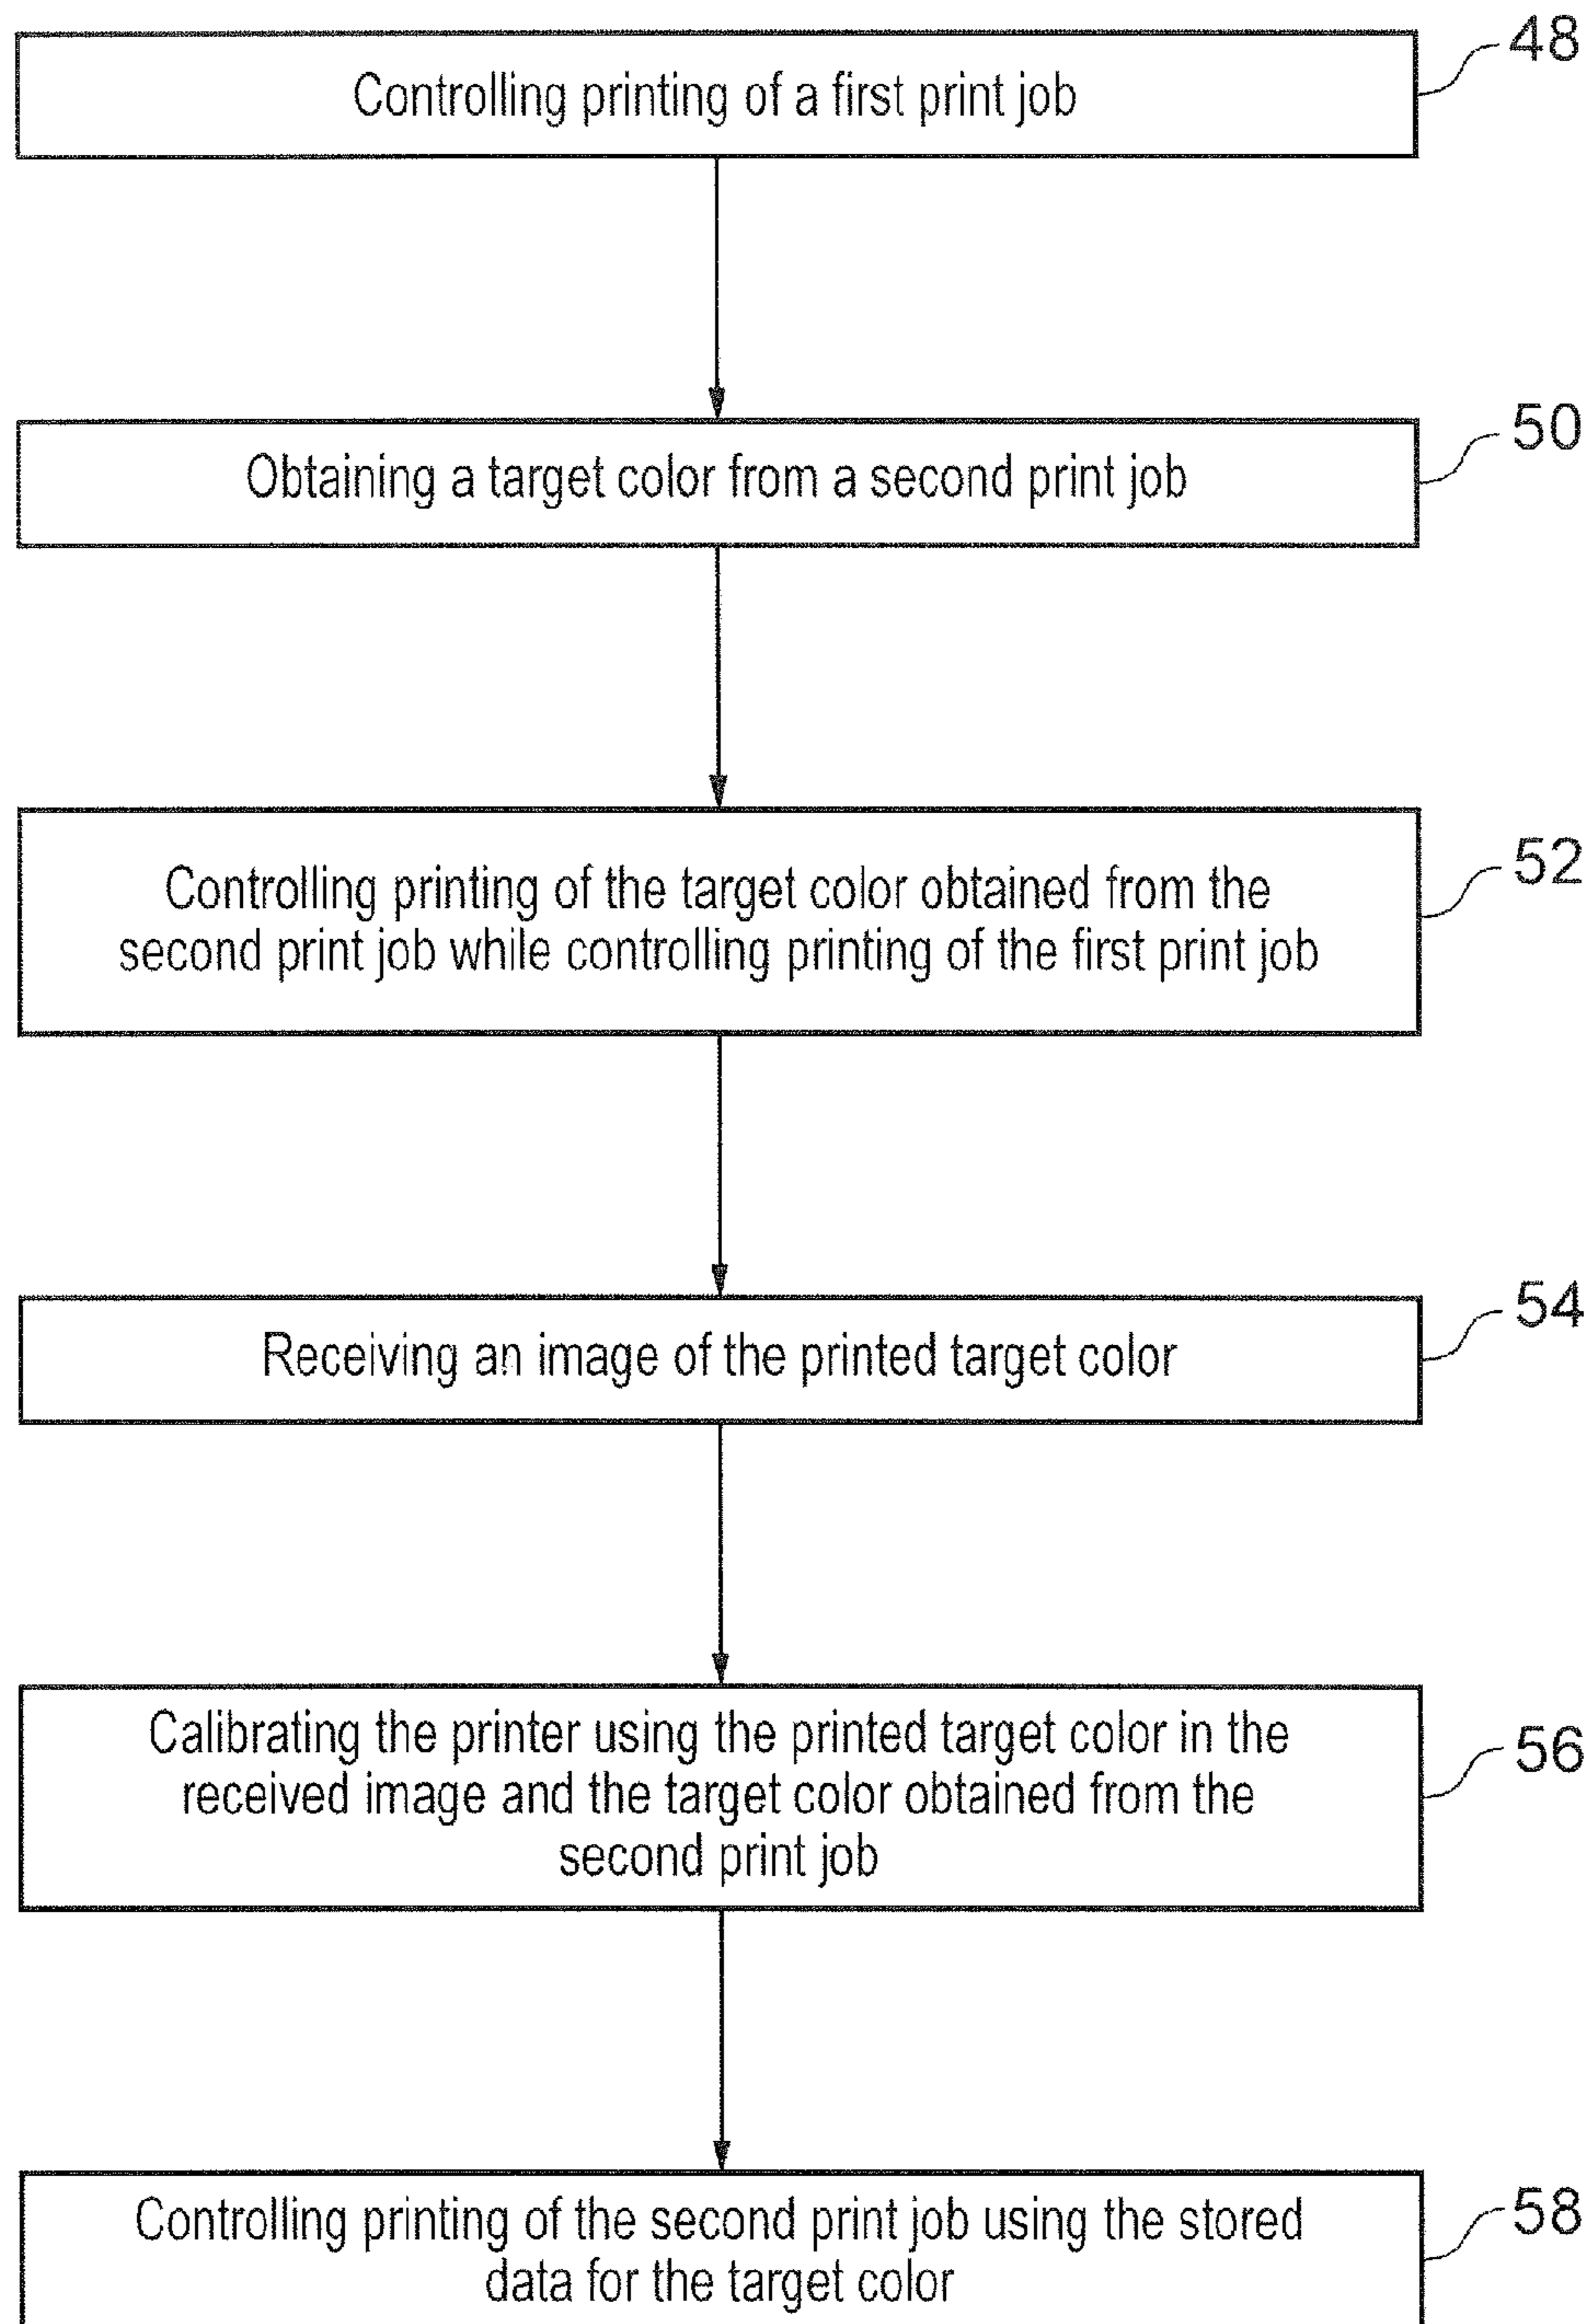 48
Controlling printing of a first print job
50
Obtaining a target color from a second print job
52
Controlling printing of the target color obtained from the
second print job while controlling printing of the first print job
54
Receiving an image of the printed target color
56
Calibrating the printer using the printed target color in the
received image and the target color obtained from the
second print job
58
Controlling printing of the second print job using the stored
data for the target color